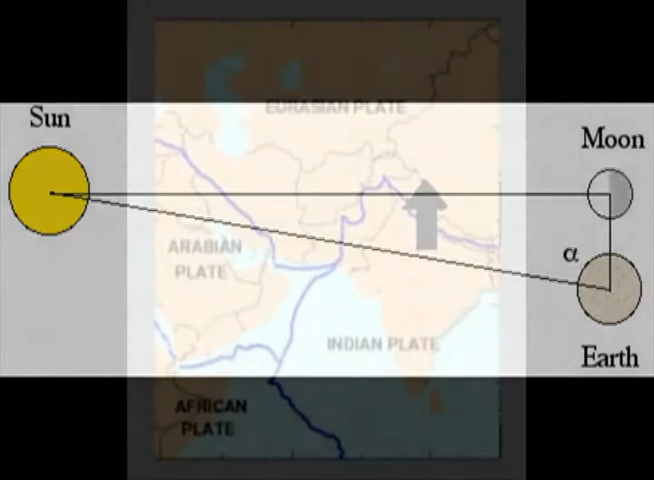 EURASIAN PLATE
Sun
Moon
ARABIAN
PLATE
α
INDIAN PLATE
Earth
AFRICAN
PLATE